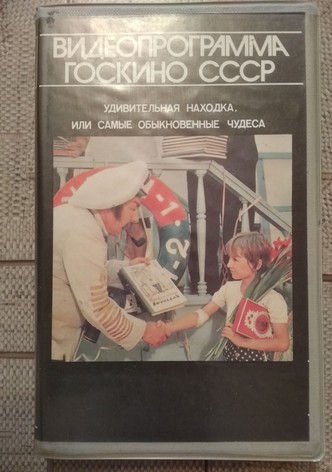 ВИДЕОПРОГРАММА
ГОСКИНО СССР
УДИВИТЕЛЬНАЯ НАХОДКА,
ИЛИ САМЫЕ ОБЫКНОВЕННЫЕ ЧУДЕСА